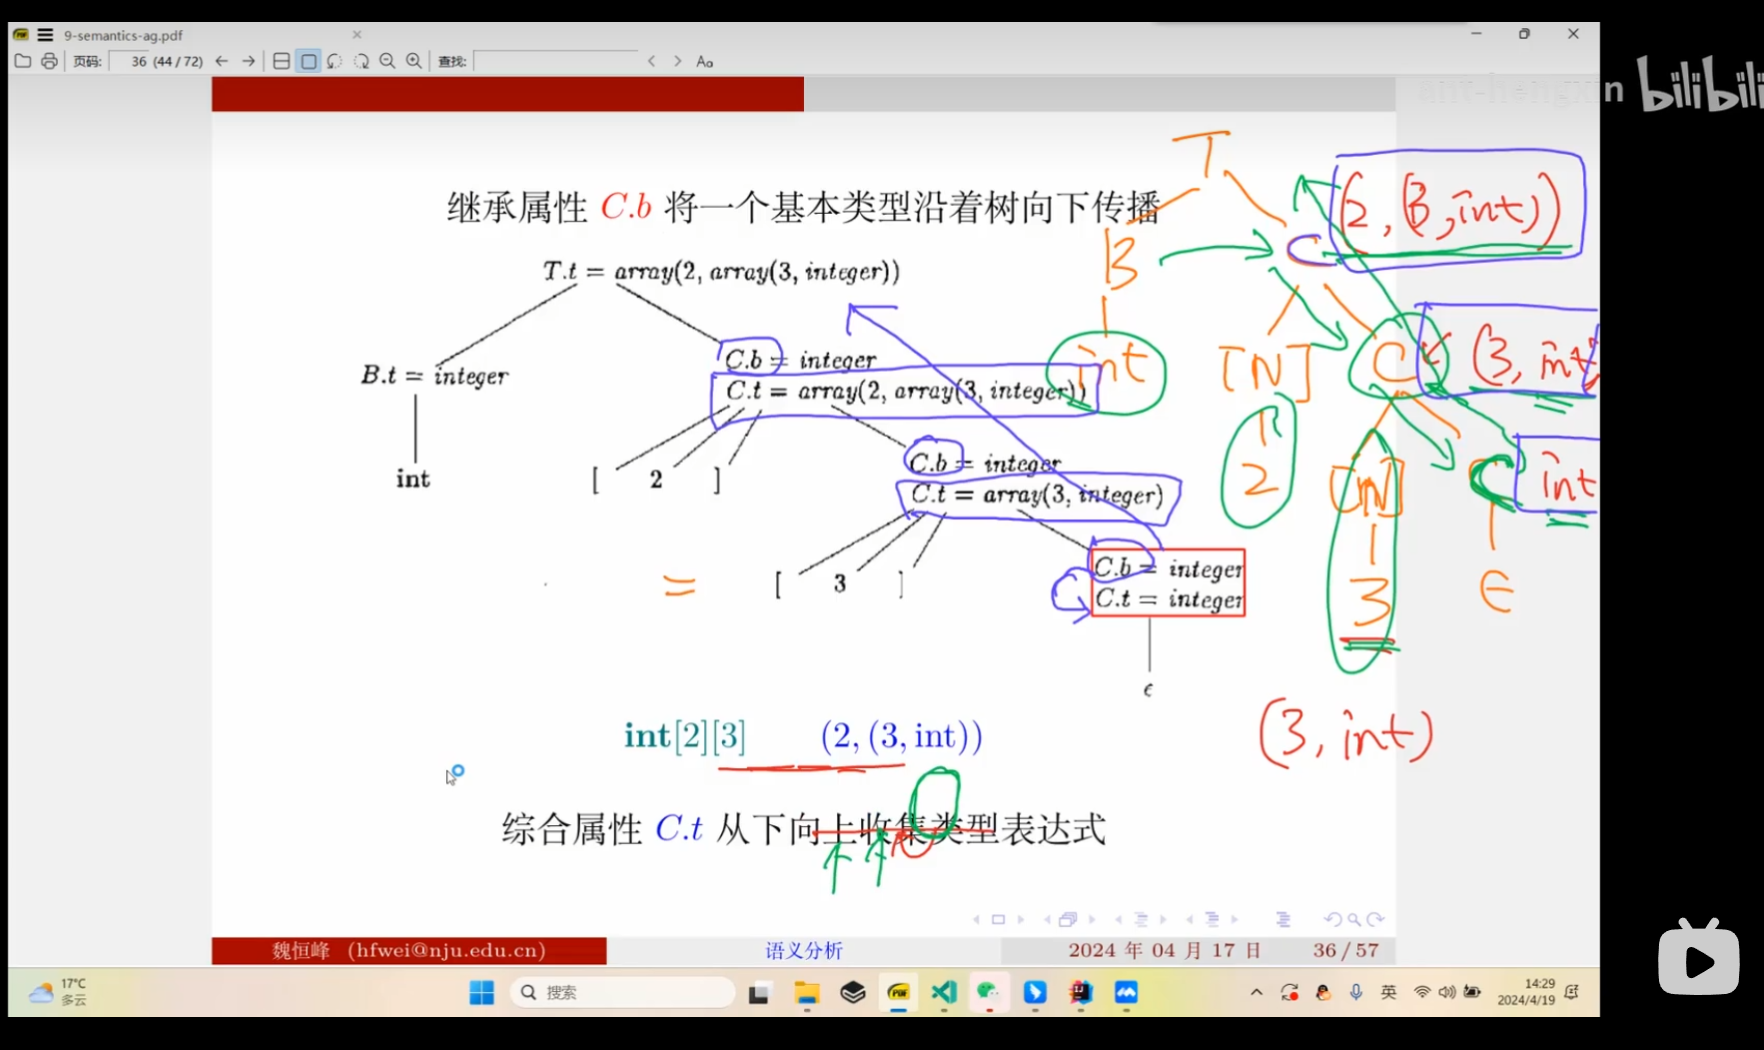 9-semantics-ag.pdf
页码: 36 (44 / 72) 查找: Aa
ant-hengxin bilibili
继承属性 C.b 将一个基本类型沿着树向下传播
T
(2, (3, int))
T.t = array(2, array(3, integer))
B C
B.t = integer
C.b = integer
C.t = array(2, array(3, integer))
int [N] C (3, int)
int
[ 2 ]
C.b = integer
C.t = array(3, integer)
2 [N] C int
= [ 3 ]
C.b = integer
C.t = integer
3 ϵ
ϵ
int[2][3] (2, (3, int))
(3, int)
综合属性 C.t 从下向上收集类型表达式
魏恒峰 (hfwei@nju.edu.cn) 语义分析 2024 年 04 月 17 日 36 / 57
17°C
多云
搜索
英
14:29
2024/4/19